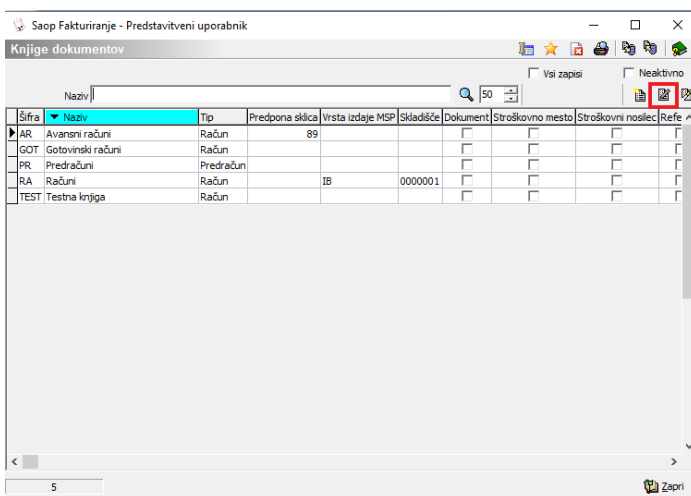 Saop Fakturiranje - Predstavitveni uporabnik
Knjige dokumentov
Vsi zapisi Neaktivno
Naziv 50
Šifra Naziv Tip Predpona sklica Vrsta izdaje MSP Skladišče Dokument Stroškovno mesto Stroškovni nosilec Refe
AR Avansni računi Račun 89
GOT Gotovinski računi Račun
PR Predračuni Predračun
RA Računi Račun IB 0000001
TEST Testna knjiga Račun
5 Zapri